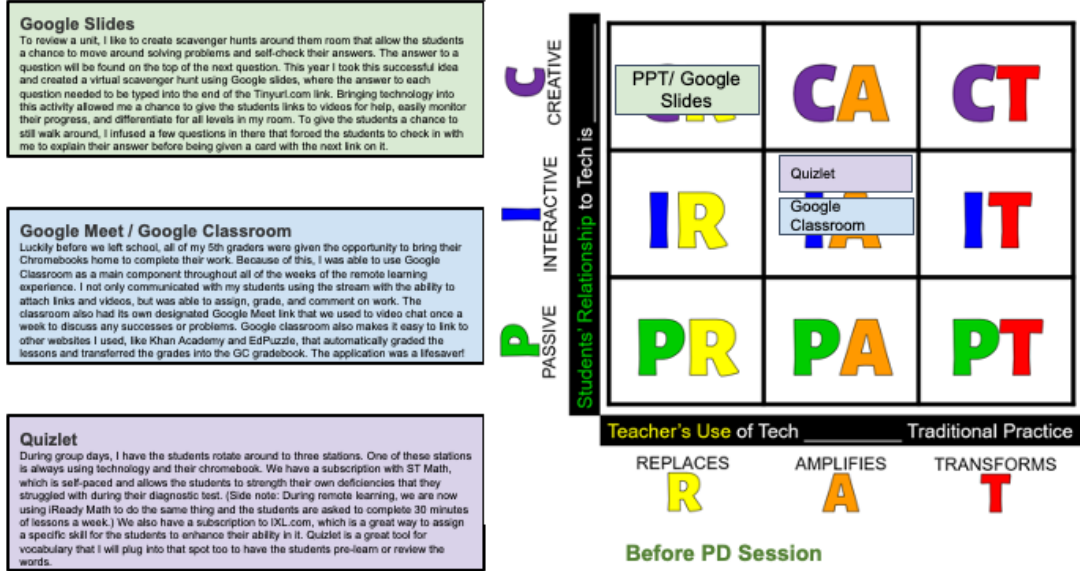 Google Slides
To review a unit, I like to create scavenger hunts around them room that allow the students
a chance to move around solving problems and self-check their answers. The answer to a
question will be found on the top of the next question. This year I took this successful idea
and created a virtual scavenger hunt using Google slides, where the answer to each
question needed to be typed into the end of the Tinyurl.com link. Bringing technology into
this activity allowed me a chance to give the students links to videos for help, easily monitor
their progress, and differentiate for all levels in my room. To give the students a chance to
still walk around, I infused a few questions in there that forced the students to check in with
me to explain their answer before being given a card with the next link on it.
Google Meet / Google Classroom
Luckily before we left school, all of my 5th graders were given the opportunity to bring their
Chromebooks home to complete their work. Because of this, I was able to use Google
Classroom as a main component throughout all of the weeks of the remote learning
experience. I not only communicated with my students using the stream with the ability to
attach links and videos, but was able to assign, grade, and comment on work. The
classroom also had its own designated Google Meet link that we used to video chat once a
week to discuss any successes or problems. Google classroom also makes it easy to link to
other websites I used, like Khan Academy and EdPuzzle, that automatically graded the
lessons and transferred the grades into the GC gradebook. The application was a lifesaver!
Quizlet
During group days, I have the students rotate around to three stations. One of these stations
is always using technology and their chromebook. We have a subscription with ST Math,
which is self-paced and allows the students to strength their own deficiencies that they
struggled with during their diagnostic test. (Side note: During remote learning, we are now
using iReady Math to do the same thing and the students are asked to complete 30 minutes
of lessons a week.) We also have a subscription to IXL.com, which is a great way to assign
a specific skill for the students to enhance their ability in it. Quizlet is a great tool for
vocabulary that I will plug into that spot too to have the students pre-learn or review the
words.
C
CREATIVE
I
INTERACTIVE
P
PASSIVE
Students' Relationship to Tech is ______
PPT/ Google
Slides
CA
CT
IR
Quizlet
Google
Classroom
IT
PR
PA
PT
Teacher's Use of Tech __________ Traditional Practice
REPLACES
AMPLIFIES
TRANSFORMS
R
A
T
Before PD Session